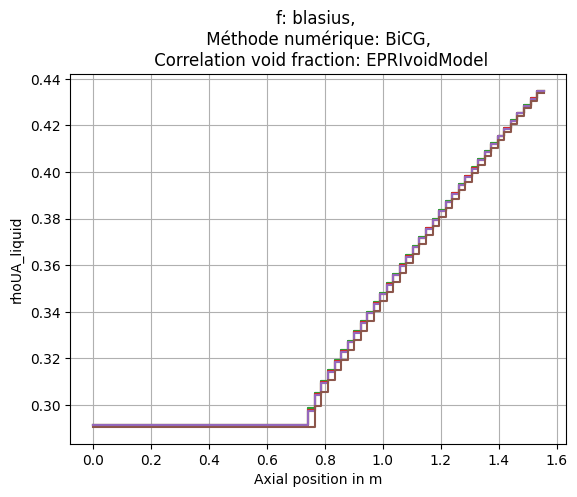 f: blasius,
Méthode numérique: BiCG,
Correlation void fraction: EPRIvoidModel
0.44
0.42
0.40
0.38
0.36
0.34
0.32
0.30
rhoUA_liquid
0.0 0.2 0.4 0.6 0.8 1.0 1.2 1.4 1.6
Axial position in m